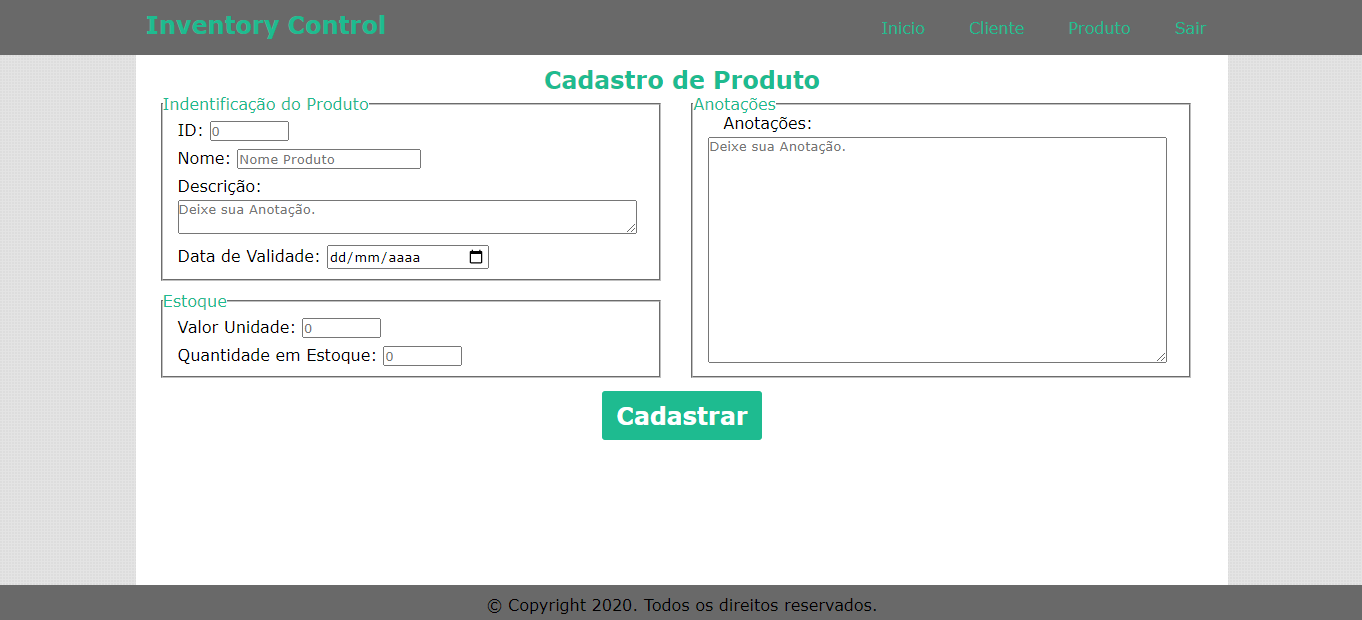 Inventory Control
Inicio Cliente Produto Sair
Cadastro de Produto
Indentificação do Produto
ID: 0
Nome: Nome Produto
Descrição:
Deixe sua Anotação.
Data de Validade: dd/mm/aaaa
Estoque
Valor Unidade: 0
Quantidade em Estoque: 0
Anotações
Anotações:
Deixe sua Anotação.
Cadastrar
© Copyright 2020. Todos os direitos reservados.